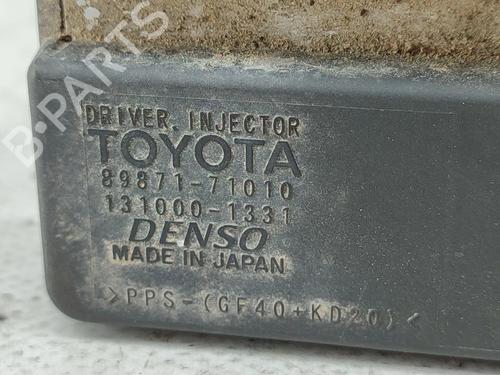 B-PARTS
DRIVER, INJECTOR
TOYOTA
89871-71010
131000-1331
DENSO
MADE IN JAPAN
>PPS-(GF40+KD20)<